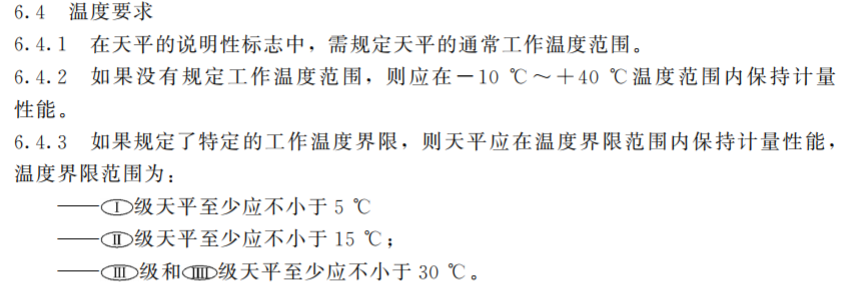 6.4 温度要求
6.4.1 在天平的说明性标志中，需规定天平的通常工作温度范围。
6.4.2 如果没有规定工作温度范围，则应在－10 ℃～＋40 ℃温度范围内保持计量
性能。
6.4.3 如果规定了特定的工作温度界限，则天平应在温度界限范围内保持计量性能，
温度界限范围为：
——Ⅰ级天平至少应不小于 5 ℃
——Ⅱ级天平至少应不小于 15 ℃；
——Ⅲ级和ⅡⅡ级天平至少应不小于 30 ℃。